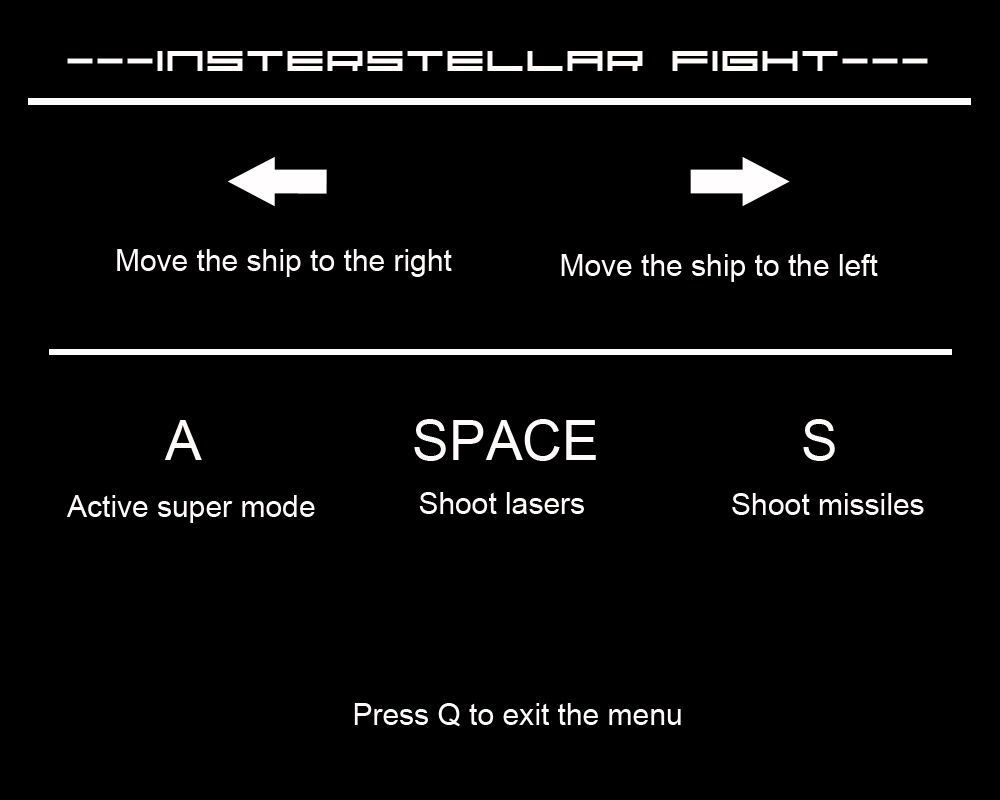 ---INSTERSTELLAR FIGHT---
Move the ship to the right
Move the ship to the left
A
SPACE
S
Active super mode
Shoot lasers
Shoot missiles
Press Q to exit the menu